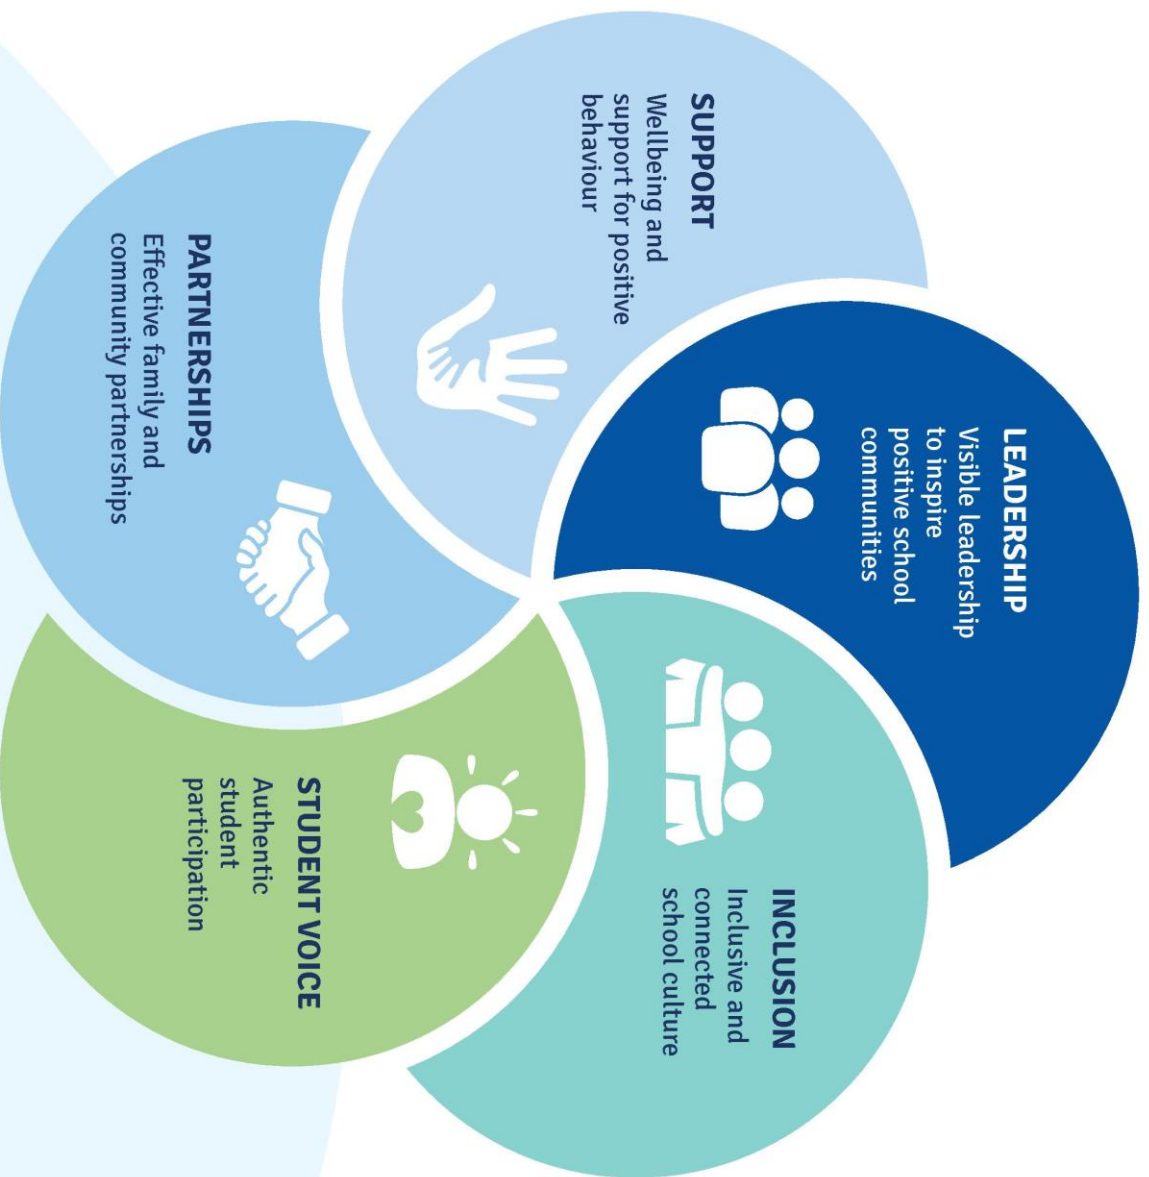 LEADERSHIP
Visible leadership
to inspire
positive school
communities
INCLUSION
Inclusive and
connected
school culture
STUDENT VOICE
Authentic
student
participation
PARTNERSHIPS
Effective family and
community partnerships
SUPPORT
Wellbeing and
support for positive
behaviour